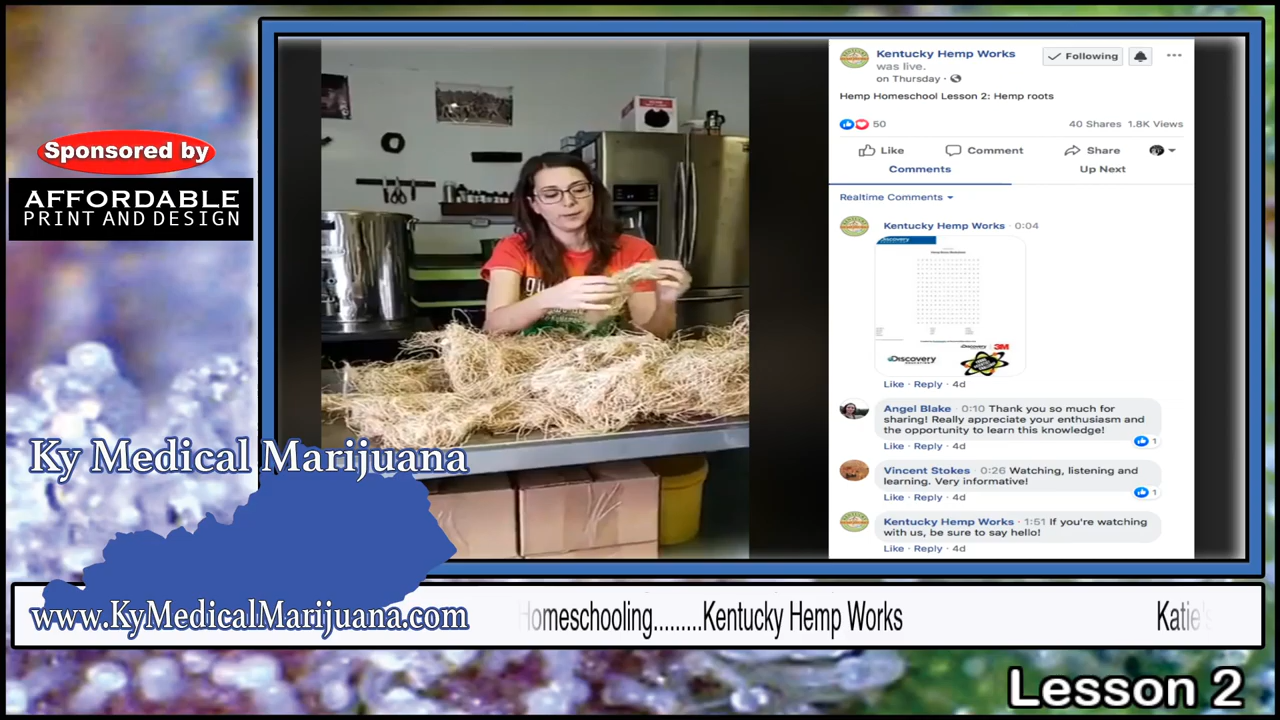 Sponsored by
AFFORDABLE
PRINT AND DESIGN
Ky Medical Marijuana
www.KyMedicalMarijuana.com
Kentucky Hemp Works
was live.
on Thursday ·
Following
Hemp Homeschool Lesson 2: Hemp roots
50
40 Shares 1.8K Views
Like Comment Share
Comments Up Next
Realtime Comments
Kentucky Hemp Works · 0:04
Discovery
Discovery
3M
Like · Reply · 4d
Angel Blake · 0:10 Thank you so much for
sharing! Really appreciate your enthusiasm and
the opportunity to learn this knowledge!
1
Like · Reply · 4d
Vincent Stokes · 0:26 Watching, listening and
learning. Very informative!
1
Like · Reply · 4d
Kentucky Hemp Works · 1:51 If you're watching
with us, be sure to say hello!
Like · Reply · 4d
Homeschooling.........Kentucky Hemp Works Katie's
Lesson 2